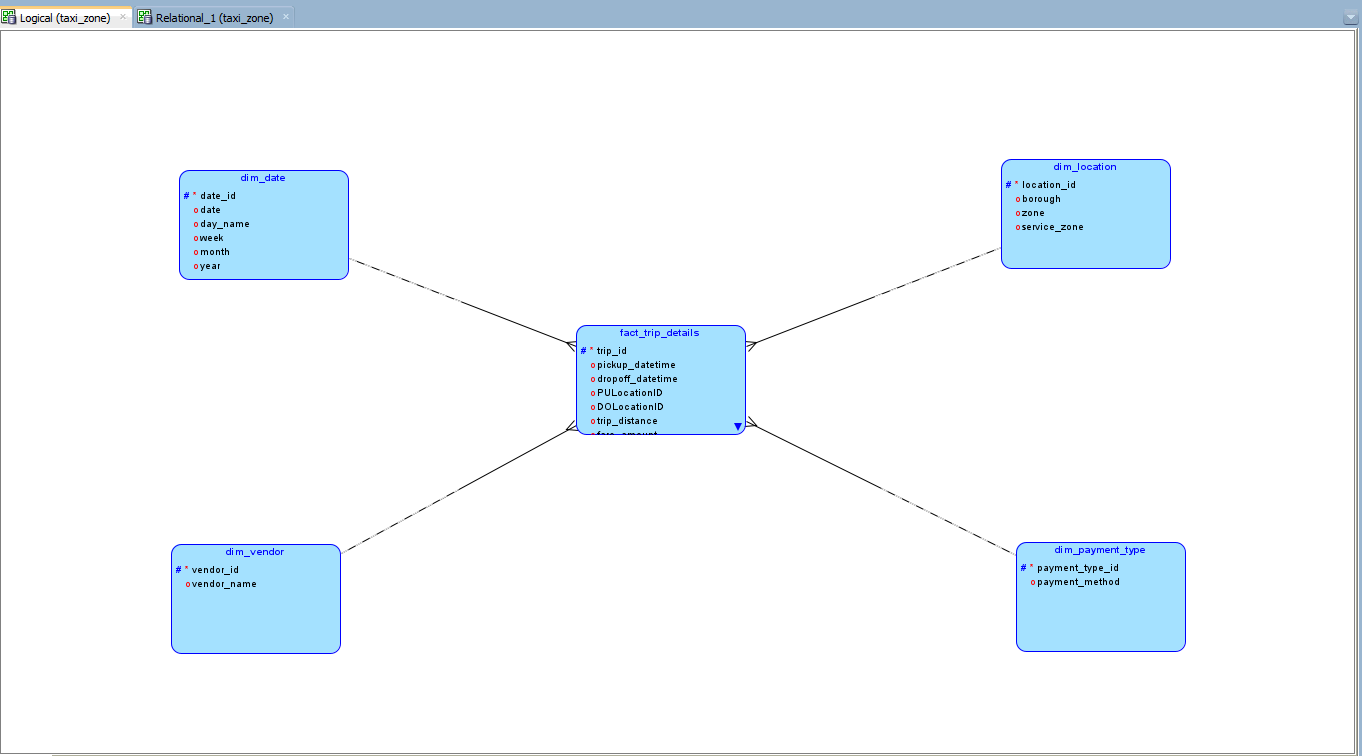 Logical (taxi_zone)
Relational_1 (taxi_zone)
dim_date
# * date_id
o date
o day_name
o week
o month
o year
dim_location
# * location_id
o borough
o zone
o service_zone
fact_trip_details
# * trip_id
o pickup_datetime
o dropoff_datetime
o PULocationID
o DOLocationID
o trip_distance
dim_vendor
# * vendor_id
o vendor_name
dim_payment_type
# * payment_type_id
o payment_method